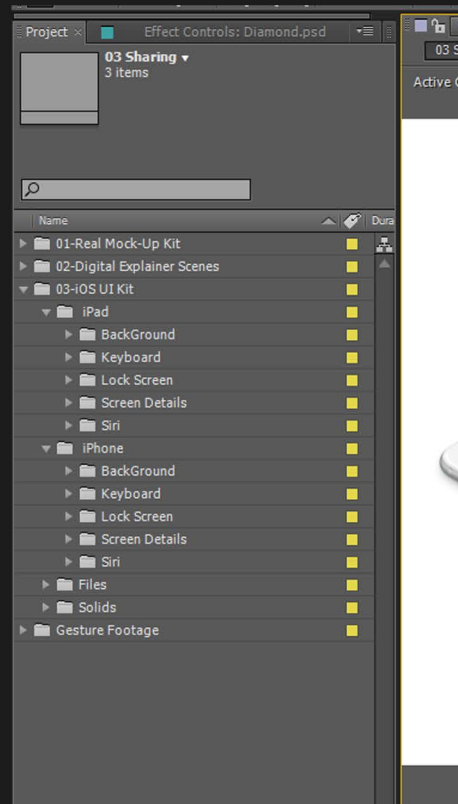 Project
Effect Controls: Diamond.psd
03 Sharing
3 items
03 S
Active
Name
Dura
01-Real Mock-Up Kit
02-Digital Explainer Scenes
03-iOS UI Kit
iPad
BackGround
Keyboard
Lock Screen
Screen Details
Siri
iPhone
BackGround
Keyboard
Lock Screen
Screen Details
Siri
Files
Solids
Gesture Footage